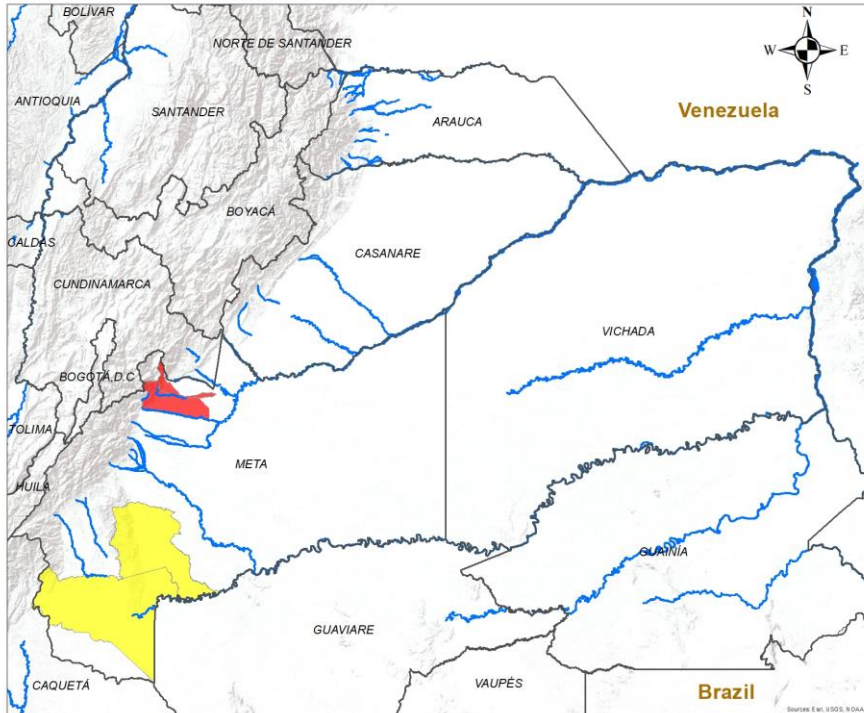 BOLÍVAR
N
NORTE DE SANTANDER
W
E
S
ANTIOQUIA
SANTANDER
ARAUCA
Venezuela
BOYACÁ
CALDAS
CASANARE
CUNDINAMARCA
VICHADA
BOGOTÁ,D.C
TOLIMA
META
HUILA
GUAINÍA
GUAVIARE
CAQUETÁ
VAUPÉS
Brazil
Sources: Esri, USGS, NOAA